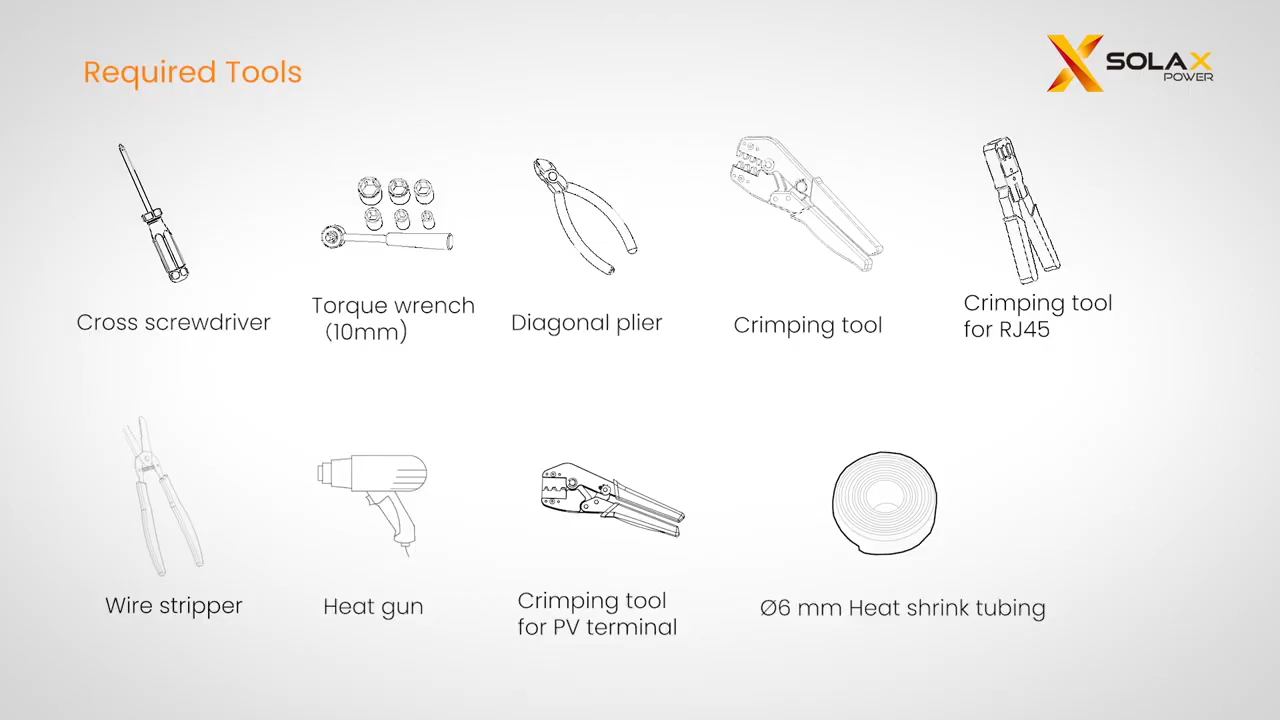 Required Tools
SOLAX
POWER
Cross screwdriver
Torque wrench
(10mm)
Diagonal plier
Crimping tool
Crimping tool
for RJ45
Wire stripper
Heat gun
Crimping tool
for PV terminal
Ø6 mm Heat shrink tubing